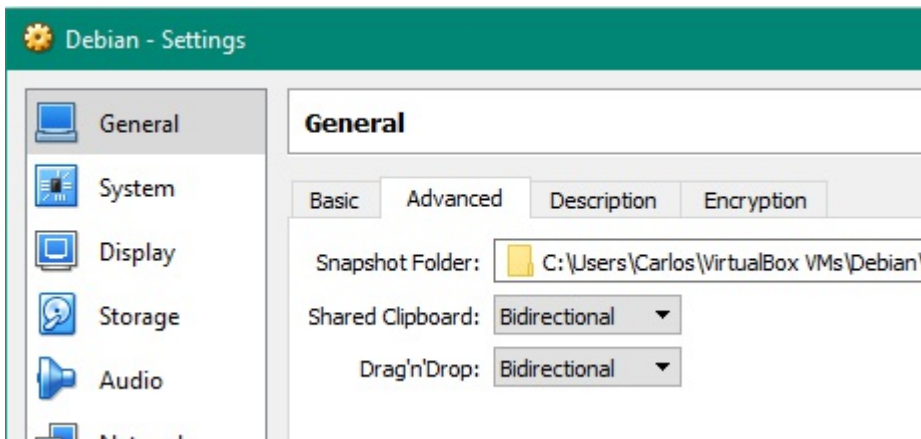 Debian - Settings
General
System
Display
Storage
Audio
Network
General
Basic Advanced Description Encryption
Snapshot Folder: C:\Users\Carlos\VirtualBox VMs\Debian\
Shared Clipboard: Bidirectional
Drag'n'Drop: Bidirectional